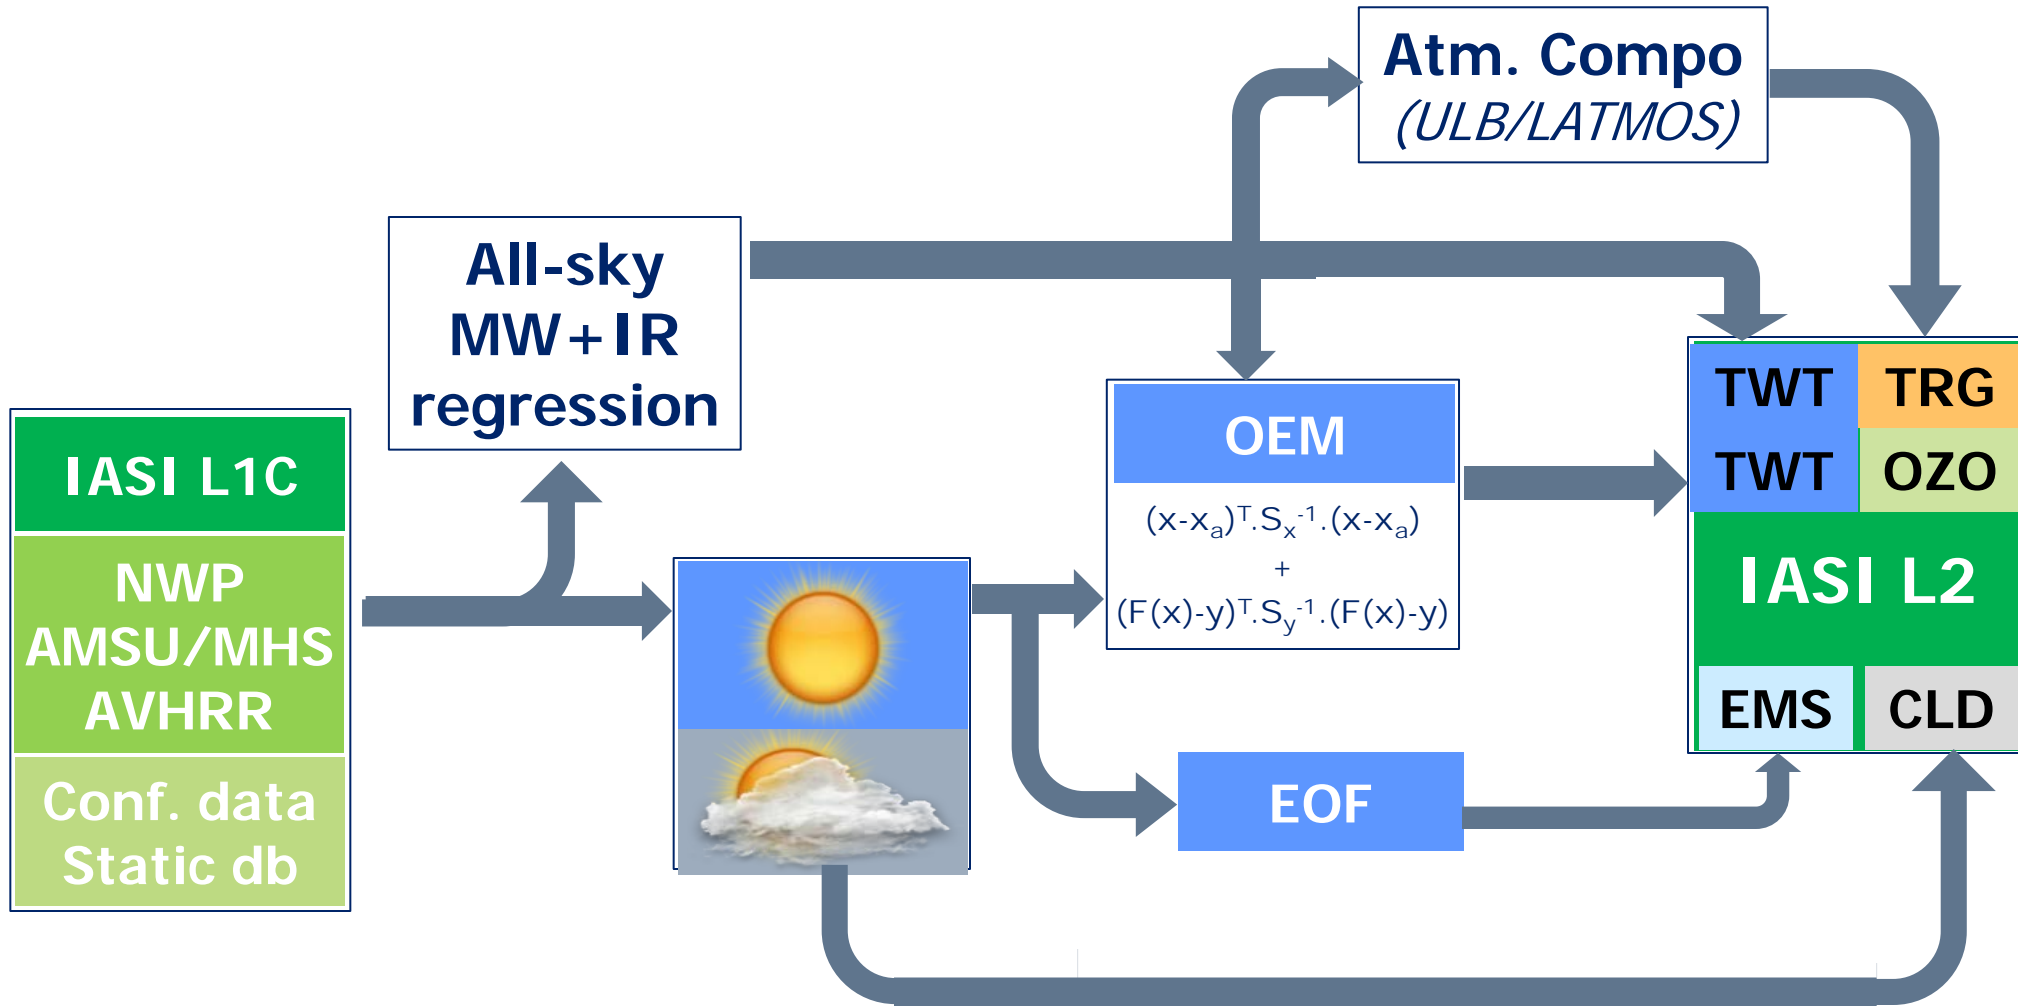 Atm. Compo
(ULB/LATMOS)
All-sky
MW+IR
regression
IASI L1C
NWP
AMSU/MHS
AVHRR
Conf. data
Static db
OEM
(x-xₐ)ᵀ.Sₓ⁻¹.(x-xₐ)
+
(F(x)-y)ᵀ.S_y⁻¹.(F(x)-y)
EOF
TWT TRG
TWT OZO
IASI L2
EMS CLD